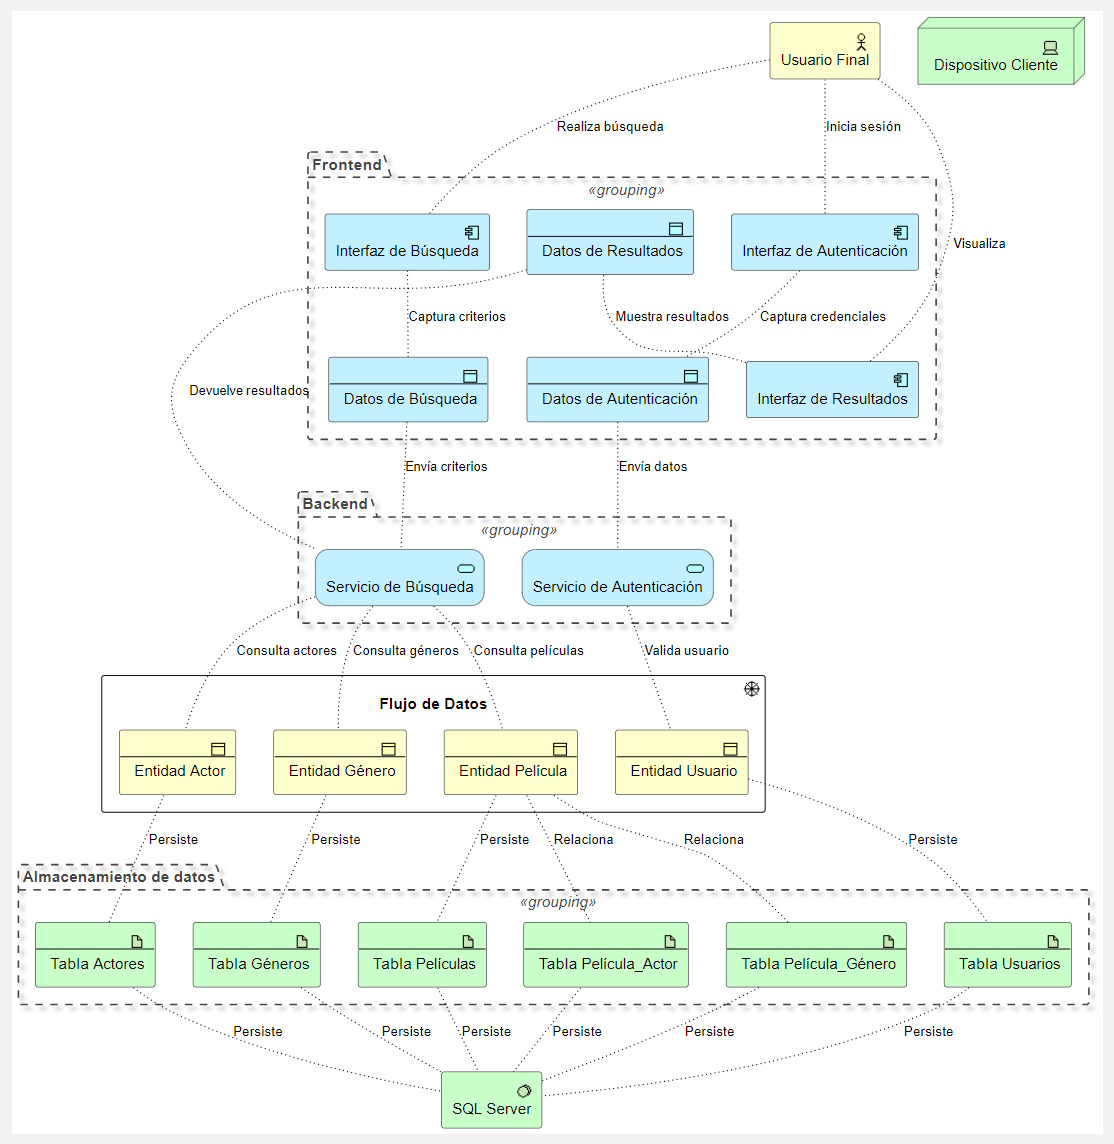 Usuario Final
Dispositivo Cliente
Realiza búsqueda
Inicia sesión
Frontend
«grouping»
Interfaz de Búsqueda
Datos de Resultados
Interfaz de Autenticación
Visualiza
Captura criterios
Muestra resultados
Captura credenciales
Devuelve resultados
Datos de Búsqueda
Datos de Autenticación
Interfaz de Resultados
Envía criterios
Envía datos
Backend
«grouping»
Servicio de Búsqueda
Servicio de Autenticación
Consulta actores
Consulta géneros
Consulta películas
Valida usuario
Flujo de Datos
Entidad Actor
Entidad Género
Entidad Película
Entidad Usuario
Persiste
Persiste
Persiste
Relaciona
Relaciona
Persiste
Almacenamiento de datos
«grouping»
Tabla Actores
Tabla Géneros
Tabla Películas
Tabla Película_Actor
Tabla Película_Género
Tabla Usuarios
Persiste
Persiste
Persiste
Persiste
Persiste
Persiste
SQL Server